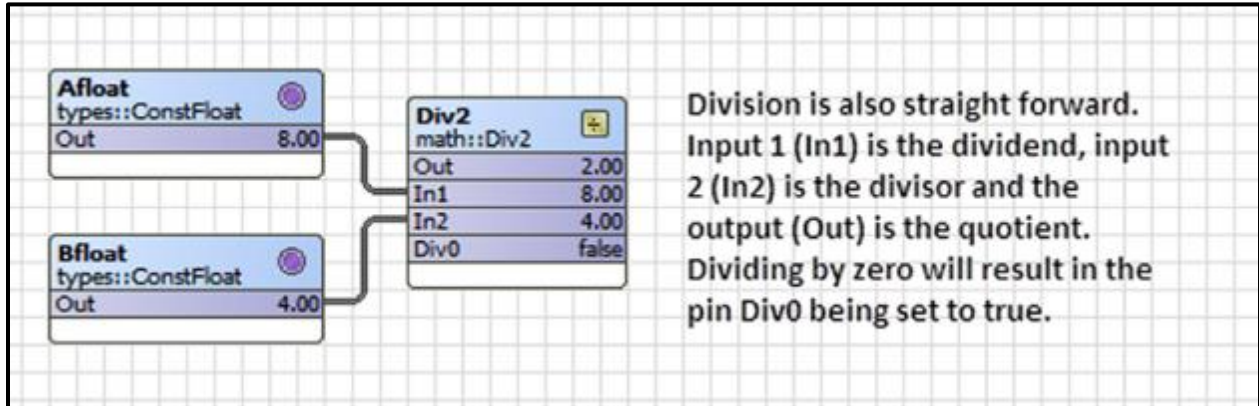 Afloat
types::ConstFloat
Out 8.00
Bfloat
types::ConstFloat
Out 4.00
Div2
math::Div2
Out 2.00
In1 8.00
In2 4.00
Div0 false
Division is also straight forward.
Input 1 (In1) is the dividend, input
2 (In2) is the divisor and the
output (Out) is the quotient.
Dividing by zero will result in the
pin Div0 being set to true.